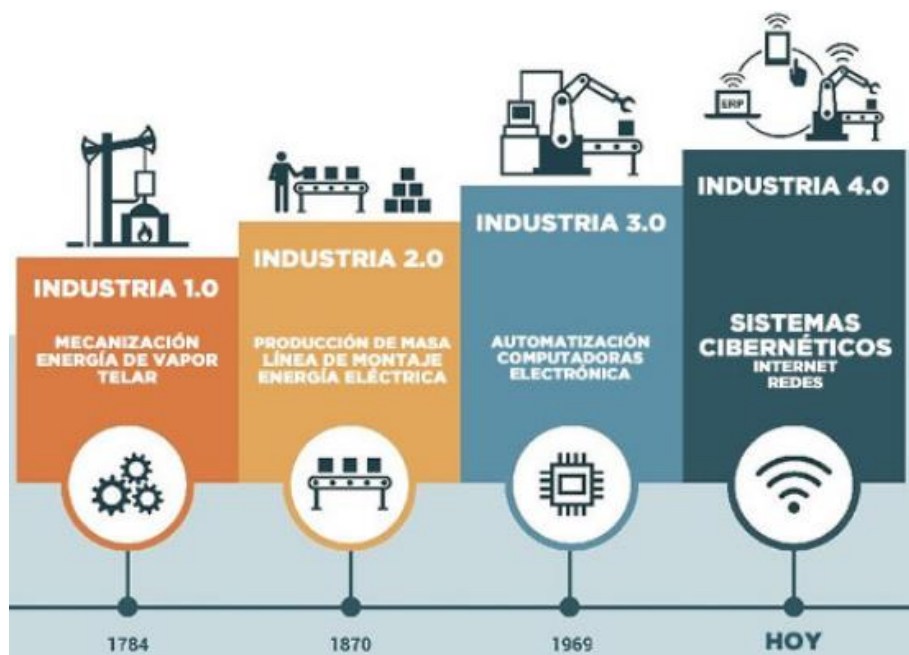 ERP
INDUSTRIA 1.0
MECANIZACIÓN
ENERGÍA DE VAPOR
TELAR
INDUSTRIA 2.0
PRODUCCIÓN DE MASA
LÍNEA DE MONTAJE
ENERGÍA ELÉCTRICA
INDUSTRIA 3.0
AUTOMATIZACIÓN
COMPUTADORAS
ELECTRÓNICA
INDUSTRIA 4.0
SISTEMAS
CIBERNÉTICOS
INTERNET
REDES
1784
1870
1969
HOY